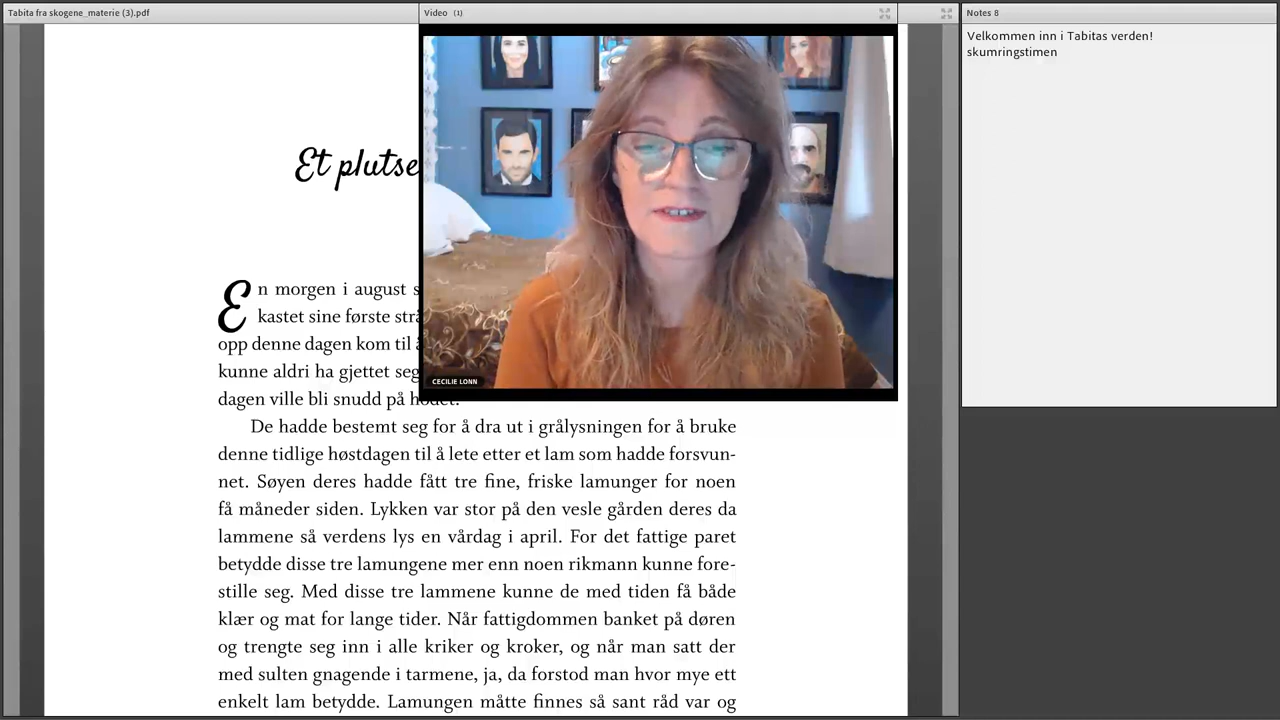 Tabita fra skogene_materie (3).pdf
Video (1)
Notes 8
Velkommen inn i Tabitas verden!
skumringstimen
CECILIE LONN
Et plutse
En morgen i august s
kastet sine første strå
opp denne dagen kom til å
kunne aldri ha gjettet seg
dagen ville bli snudd på hodet.
De hadde bestemt seg for å dra ut i grålysningen for å bruke
denne tidlige høstdagen til å lete etter et lam som hadde forsvun-
net. Søyen deres hadde fått tre fine, friske lamunger for noen
få måneder siden. Lykken var stor på den vesle gården deres da
lammene så verdens lys en vårdag i april. For det fattige paret
betydde disse tre lamungene mer enn noen rikmann kunne fore-
stille seg. Med disse tre lammene kunne de med tiden få både
klær og mat for lange tider. Når fattigdommen banket på døren
og trengte seg inn i alle kriker og kroker, og når man satt der
med sulten gnagende i tarmene, ja, da forstod man hvor mye ett
enkelt lam betydde. Lamungen måtte finnes så sant råd var og